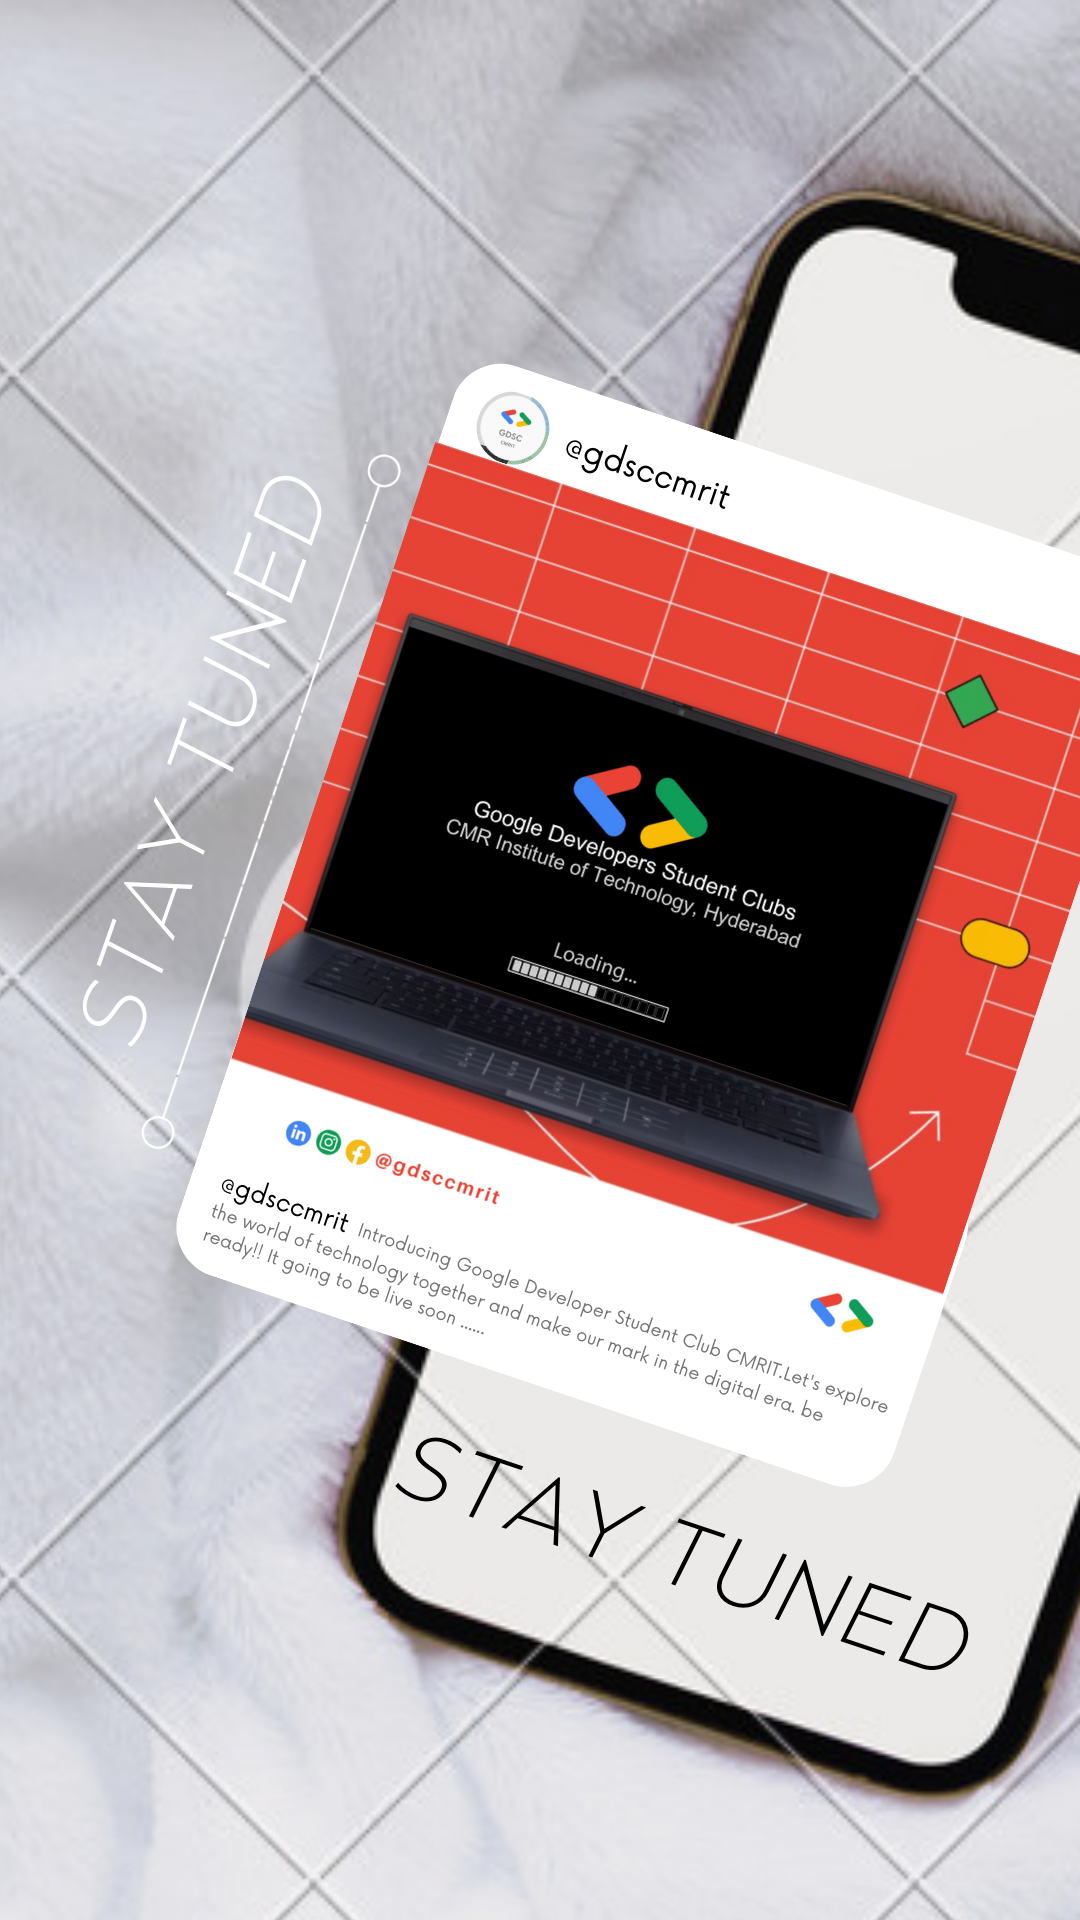 @gdsccmrit
GDSC
CMRIT
STAY TUNED
Google Developers Student Clubs
CMR Institute of Technology, Hyderabad
Loading...
in @gdsccmrit
@gdsccmrit Introducing Google Developer Student Club CMRIT.Let's explore
the world of technology together and make our mark in the digital era. be
ready!! It going to be live soon ......
STAY TUNED